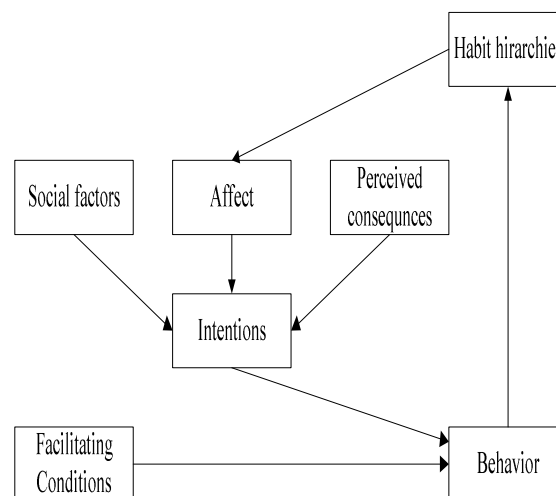 Habit hirarchie
Social factors
Affect
Perceived
consequnces
Intentions
Facilitating
Conditions
Behavior